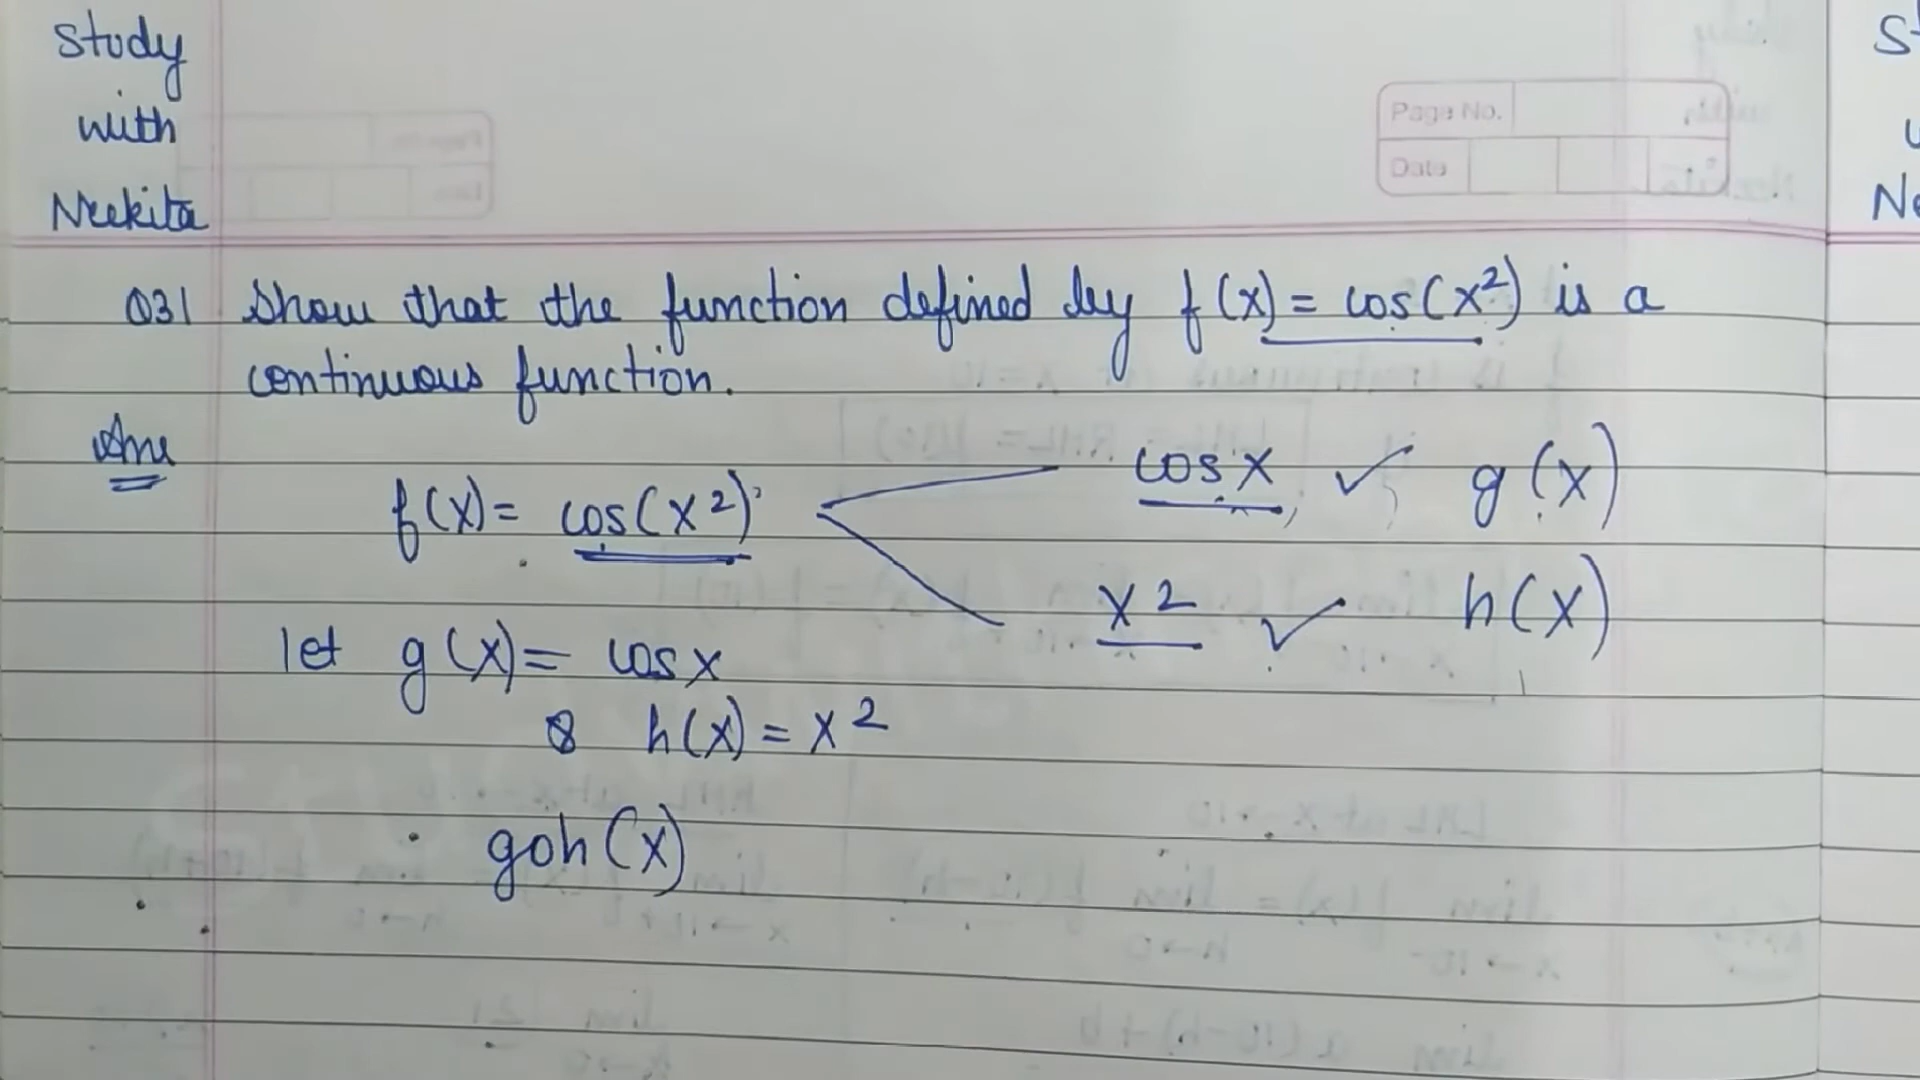 Study
with
Neekita
Page No.
Date
Q31 Show that the function defined by f(x) = cos(x²) is a
continuous function.
Ans
f(x) = cos(x²)
cos x ✓ g(x)
x² ✓ h(x)
let g(x) = cos x
& h(x) = x²
goh(x)